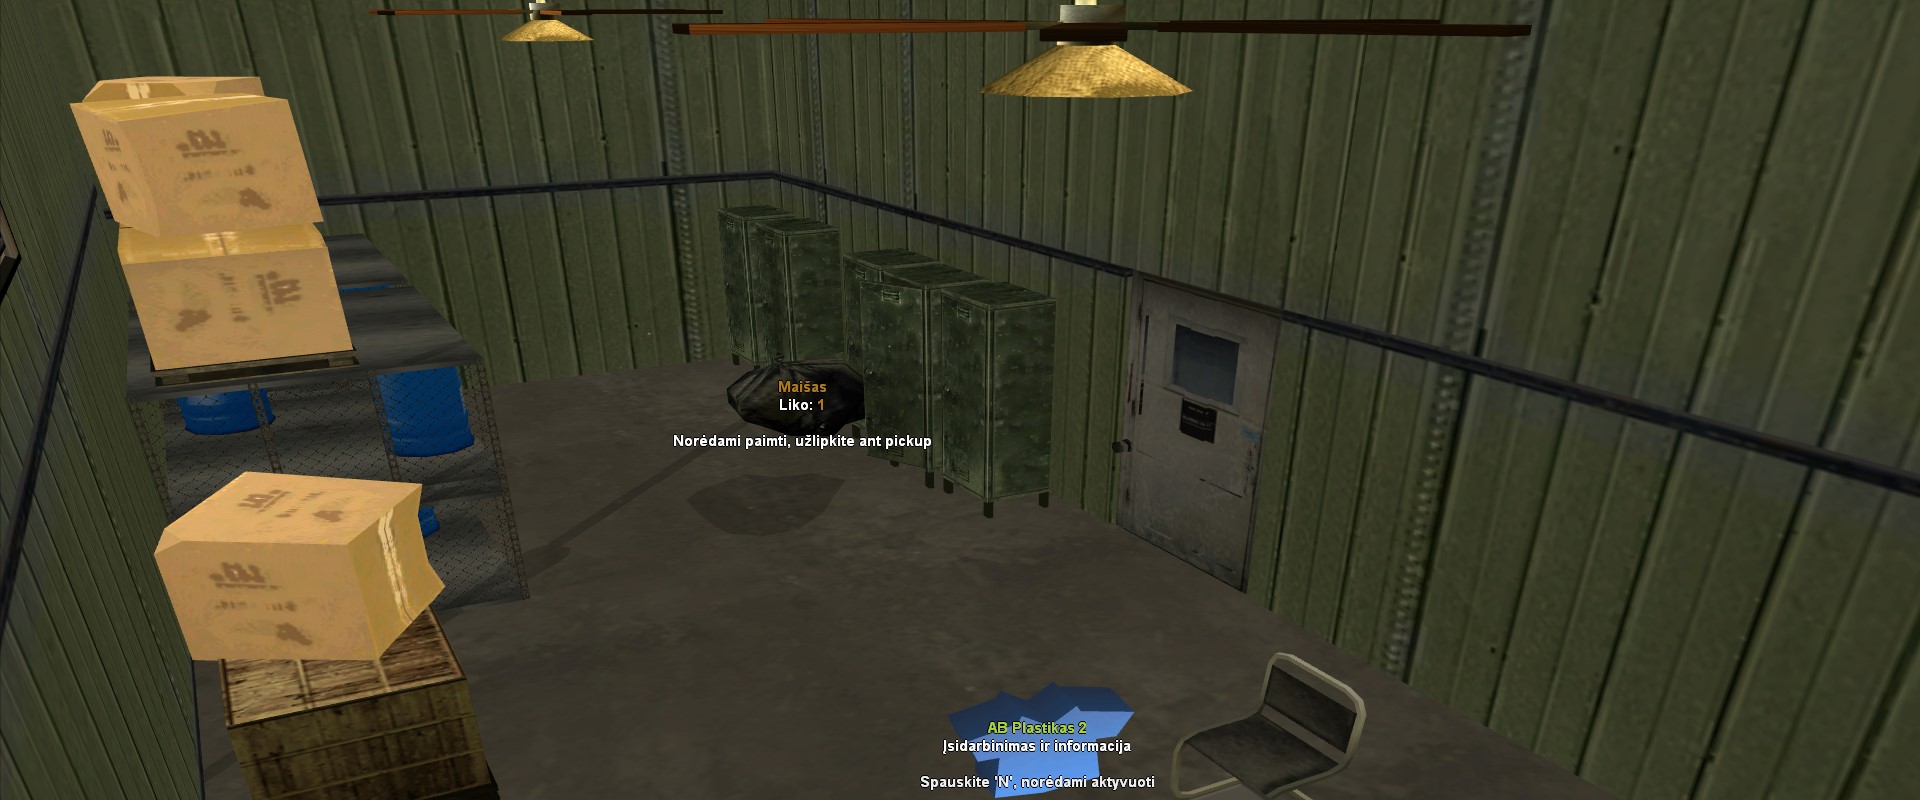 Maišas
Liko: 1
Norėdami paimti, užlipkite ant pickup
AB Plastikas 2
Įsidarbinimas ir informacija
Spauskite 'N', norėdami aktyvuoti